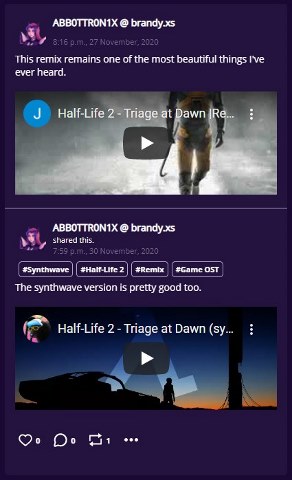 ABB0TTR0N1X @ brandy.xs
8:16 p.m., 27 November, 2020
This remix remains one of the most beautiful things I've
ever heard.
J
Half-Life 2 - Triage at Dawn |Re...
ABB0TTR0N1X @ brandy.xs
shared this.
7:59 p.m., 30 November, 2020
#Synthwave #Half-Life 2 #Remix #Game OST
The synthwave version is pretty good too.
Half-Life 2 - Triage at Dawn (sy...
0 0 1